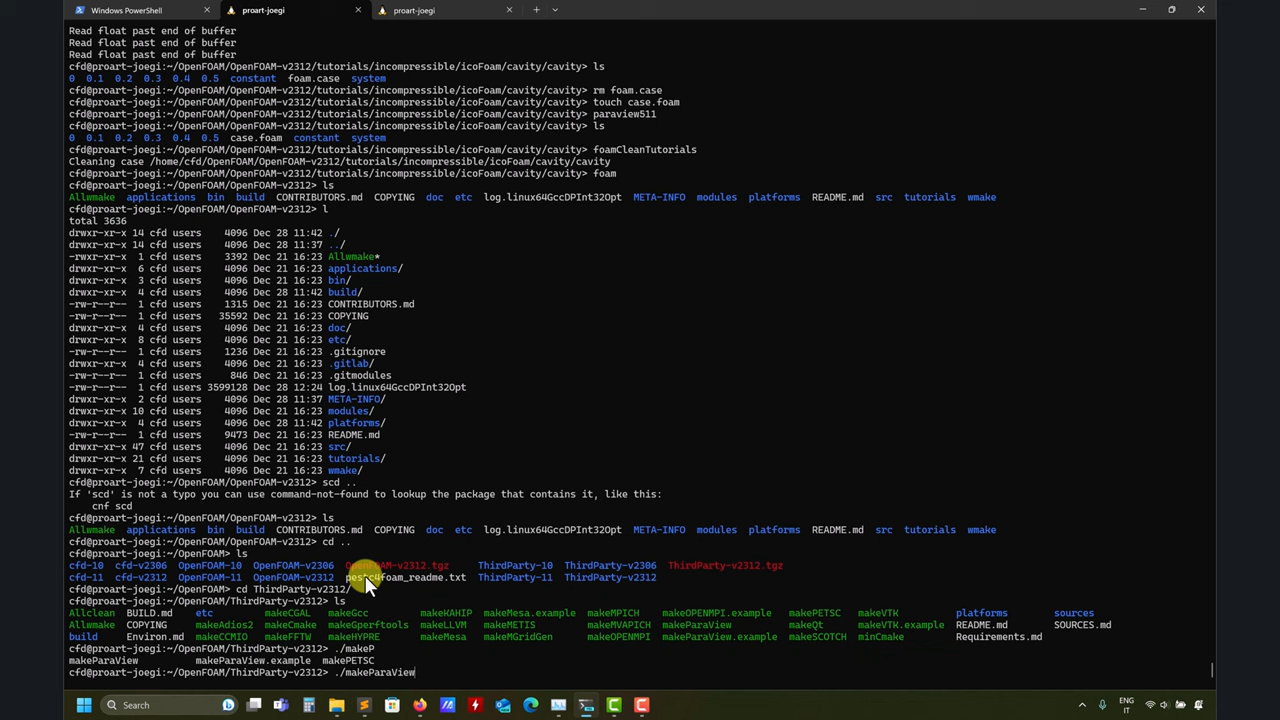 Windows PowerShell
proart-joegi
proart-joegi
Read float past end of buffer
Read float past end of buffer
Read float past end of buffer
cfd@proart-joegi:~/OpenFOAM/OpenFOAM-v2312/tutorials/incompressible/icoFoam/cavity/cavity> ls
0 0.1 0.2 0.3 0.4 0.5 constant foam.case system
cfd@proart-joegi:~/OpenFOAM/OpenFOAM-v2312/tutorials/incompressible/icoFoam/cavity/cavity> rm foam.case
cfd@proart-joegi:~/OpenFOAM/OpenFOAM-v2312/tutorials/incompressible/icoFoam/cavity/cavity> touch case.foam
cfd@proart-joegi:~/OpenFOAM/OpenFOAM-v2312/tutorials/incompressible/icoFoam/cavity/cavity> paraview511
cfd@proart-joegi:~/OpenFOAM/OpenFOAM-v2312/tutorials/incompressible/icoFoam/cavity/cavity> ls
0 0.1 0.2 0.3 0.4 0.5 case.foam constant system
cfd@proart-joegi:~/OpenFOAM/OpenFOAM-v2312/tutorials/incompressible/icoFoam/cavity/cavity> foamCleanTutorials
Cleaning case /home/cfd/OpenFOAM/OpenFOAM-v2312/tutorials/incompressible/icoFoam/cavity/cavity
cfd@proart-joegi:~/OpenFOAM/OpenFOAM-v2312/tutorials/incompressible/icoFoam/cavity/cavity> foam
cfd@proart-joegi:~/OpenFOAM/OpenFOAM-v2312> ls
Allwmake applications bin build CONTRIBUTORS.md COPYING doc etc log.linux64GccDPInt32Opt META-INFO modules platforms README.md src tutorials wmake
cfd@proart-joegi:~/OpenFOAM/OpenFOAM-v2312> l
total 3636
drwxr-xr-x 14 cfd users 4096 Dec 28 11:42 ./
drwxr-xr-x 14 cfd users 4096 Dec 28 11:37 ../
-rwxr-xr-x 1 cfd users 3392 Dec 21 16:23 Allwmake*
drwxr-xr-x 6 cfd users 4096 Dec 21 16:23 applications/
drwxr-xr-x 3 cfd users 4096 Dec 21 16:23 bin/
drwxr-xr-x 4 cfd users 4096 Dec 28 11:42 build/
-rw-r--r-- 1 cfd users 1315 Dec 21 16:23 CONTRIBUTORS.md
-rw-r--r-- 1 cfd users 35592 Dec 21 16:23 COPYING
drwxr-xr-x 4 cfd users 4096 Dec 21 16:23 doc/
drwxr-xr-x 8 cfd users 4096 Dec 21 16:23 etc/
-rw-r--r-- 1 cfd users 1236 Dec 21 16:23 .gitignore
drwxr-xr-x 4 cfd users 4096 Dec 21 16:23 .gitlab/
-rw-r--r-- 1 cfd users 846 Dec 21 16:23 .gitmodules
-rw-r--r-- 1 cfd users 3599128 Dec 28 12:24 log.linux64GccDPInt32Opt
drwxr-xr-x 2 cfd users 4096 Dec 28 11:37 META-INFO/
drwxr-xr-x 10 cfd users 4096 Dec 21 16:23 modules/
drwxr-xr-x 4 cfd users 4096 Dec 28 11:42 platforms/
-rw-r--r-- 1 cfd users 9473 Dec 21 16:23 README.md
drwxr-xr-x 47 cfd users 4096 Dec 21 16:23 src/
drwxr-xr-x 21 cfd users 4096 Dec 21 16:23 tutorials/
drwxr-xr-x 7 cfd users 4096 Dec 21 16:23 wmake/
cfd@proart-joegi:~/OpenFOAM/OpenFOAM-v2312> scd ..
If 'scd' is not a typo you can use command-not-found to lookup the package that contains it, like this:
cnf scd
cfd@proart-joegi:~/OpenFOAM/OpenFOAM-v2312> ls
Allwmake applications bin build CONTRIBUTORS.md COPYING doc etc log.linux64GccDPInt32Opt META-INFO modules platforms README.md src tutorials wmake
cfd@proart-joegi:~/OpenFOAM/OpenFOAM-v2312> cd ..
cfd@proart-joegi:~/OpenFOAM> ls
cfd-10 cfd-v2306 OpenFOAM-10 OpenFOAM-v2306 OpenFOAM-v2312.tgz ThirdParty-10 ThirdParty-v2306 ThirdParty-v2312.tgz
cfd-11 cfd-v2312 OpenFOAM-11 OpenFOAM-v2312 petsc4foam_readme.txt ThirdParty-11 ThirdParty-v2312
cfd@proart-joegi:~/OpenFOAM> cd ThirdParty-v2312/
cfd@proart-joegi:~/OpenFOAM/ThirdParty-v2312> ls
Allclean BUILD.md etc makeCGAL makeGcc makeKAHIP makeMesa.example makeMPICH makeOPENMPI.example makePETSC makeVTK platforms sources
Allwmake COPYING makeAdios2 makeCmake makeGperftools makeLLVM makeMETIS makeMVAPICH makeParaView makeQt makeVTK.example README.md SOURCES.md
build Environ.md makeCCMIO makeFFTW makeHYPRE makeMesa makeMGridGen makeOPENMPI makeParaView.example makeSCOTCH minCmake Requirements.md
cfd@proart-joegi:~/OpenFOAM/ThirdParty-v2312> ./makeP
makeParaView makeParaView.example makePETSC
cfd@proart-joegi:~/OpenFOAM/ThirdParty-v2312> ./makeParaView
Search
ENG
IT